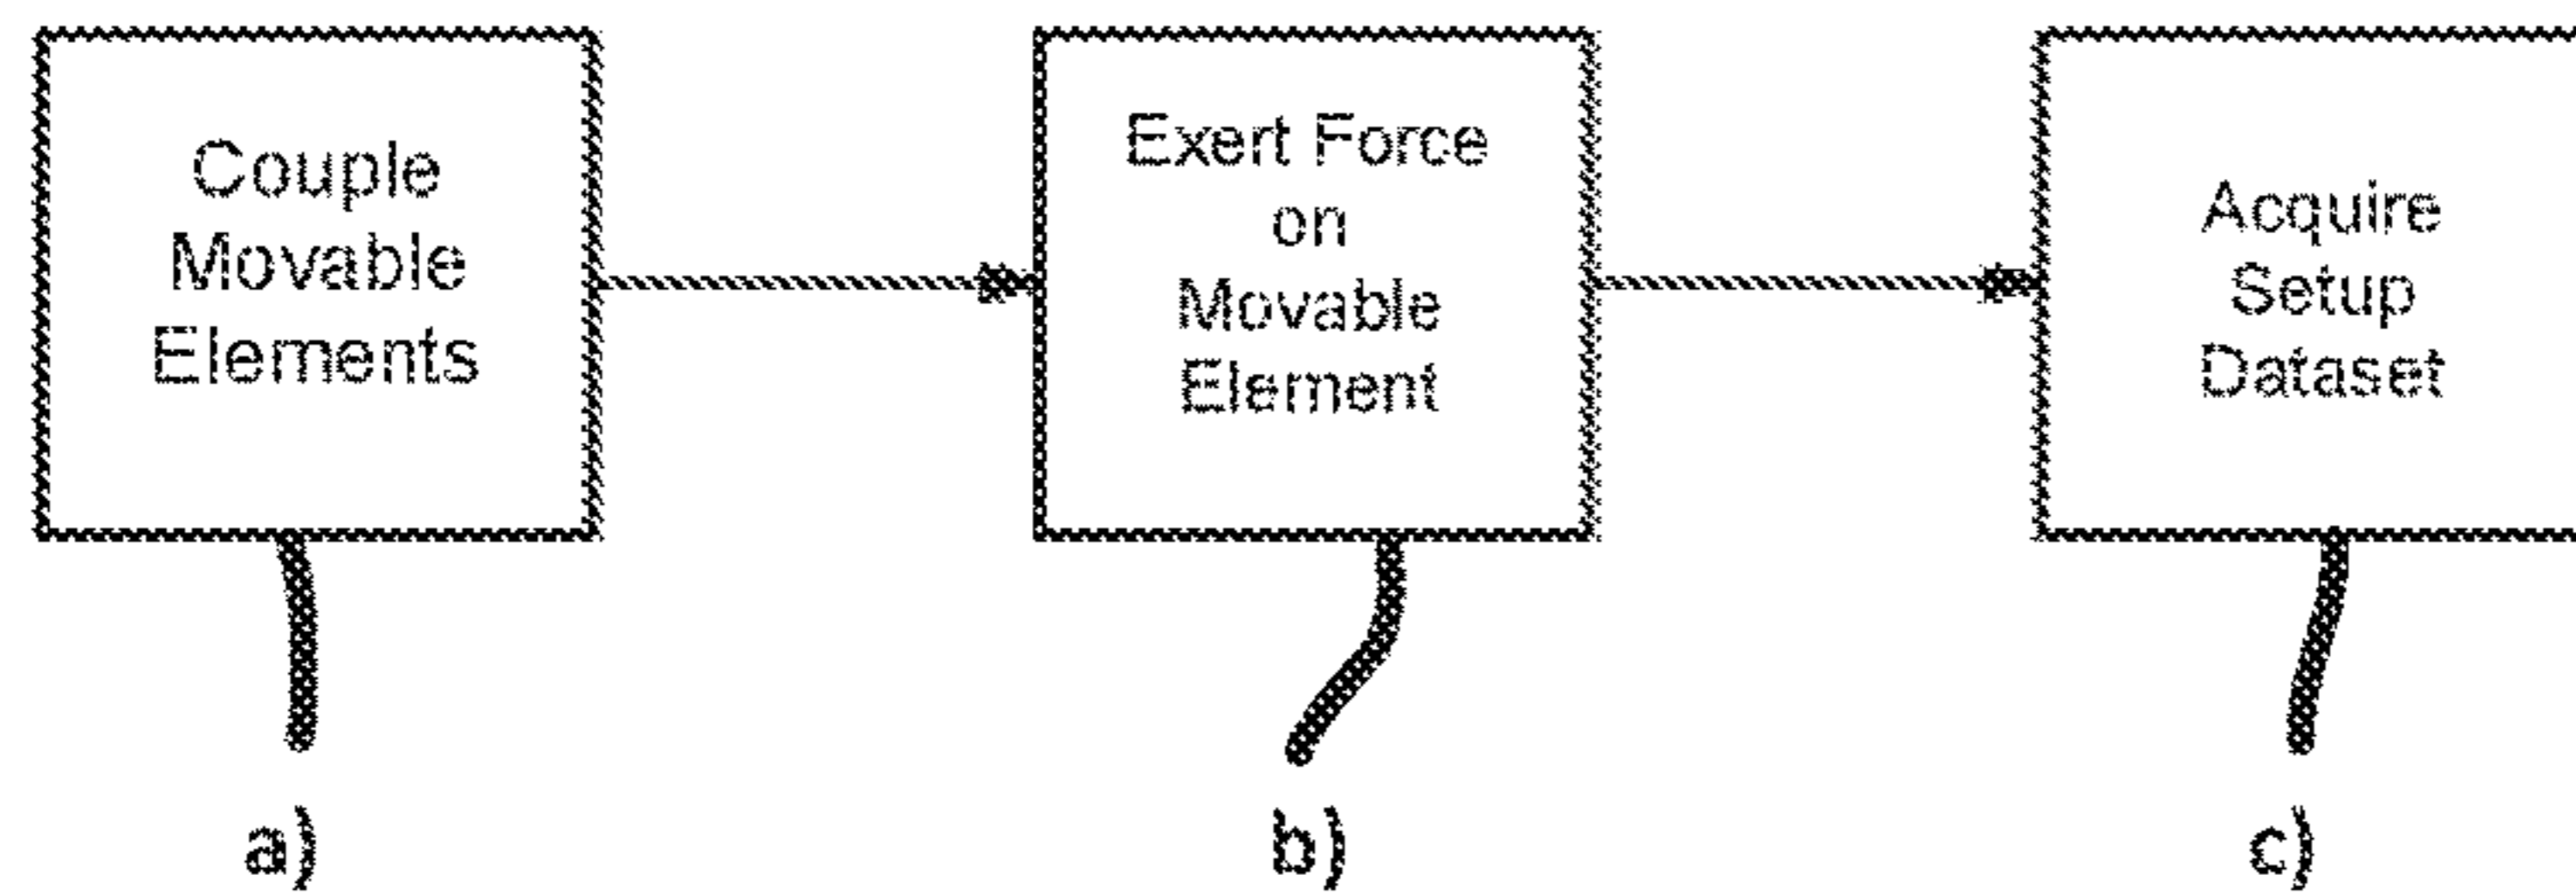 Couple
Movable
Elements
Exert Force
on
Movable
Element
Acquire
Setup
Dataset
a)
b)
c)